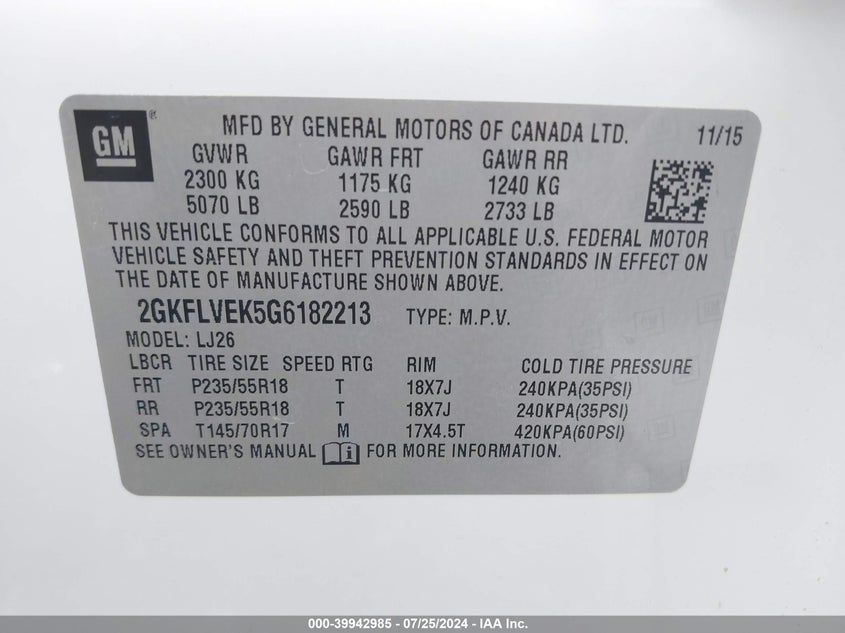 GM ® MFD BY GENERAL MOTORS OF CANADA LTD. 11/15
GVWR GAWR FRT GAWR RR
2300 KG 1175 KG 1240 KG
5070 LB 2590 LB 2733 LB
THIS VEHICLE CONFORMS TO ALL APPLICABLE U.S. FEDERAL MOTOR
VEHICLE SAFETY AND THEFT PREVENTION STANDARDS IN EFFECT ON
THE DATE OF MANUFACTURE SHOWN ABOVE.
2GKFLVEK5G6182213 TYPE: M.P.V.
MODEL: LJ26
LBCR TIRE SIZE SPEED RTG RIM COLD TIRE PRESSURE
FRT P235/55R18 T 18X7J 240KPA(35PSI)
RR P235/55R18 T 18X7J 240KPA(35PSI)
SPA T145/70R17 M 17X4.5T 420KPA(60PSI)
SEE OWNER'S MANUAL i FOR MORE INFORMATION.
000-39942985 - 07/25/2024 - IAA Inc.